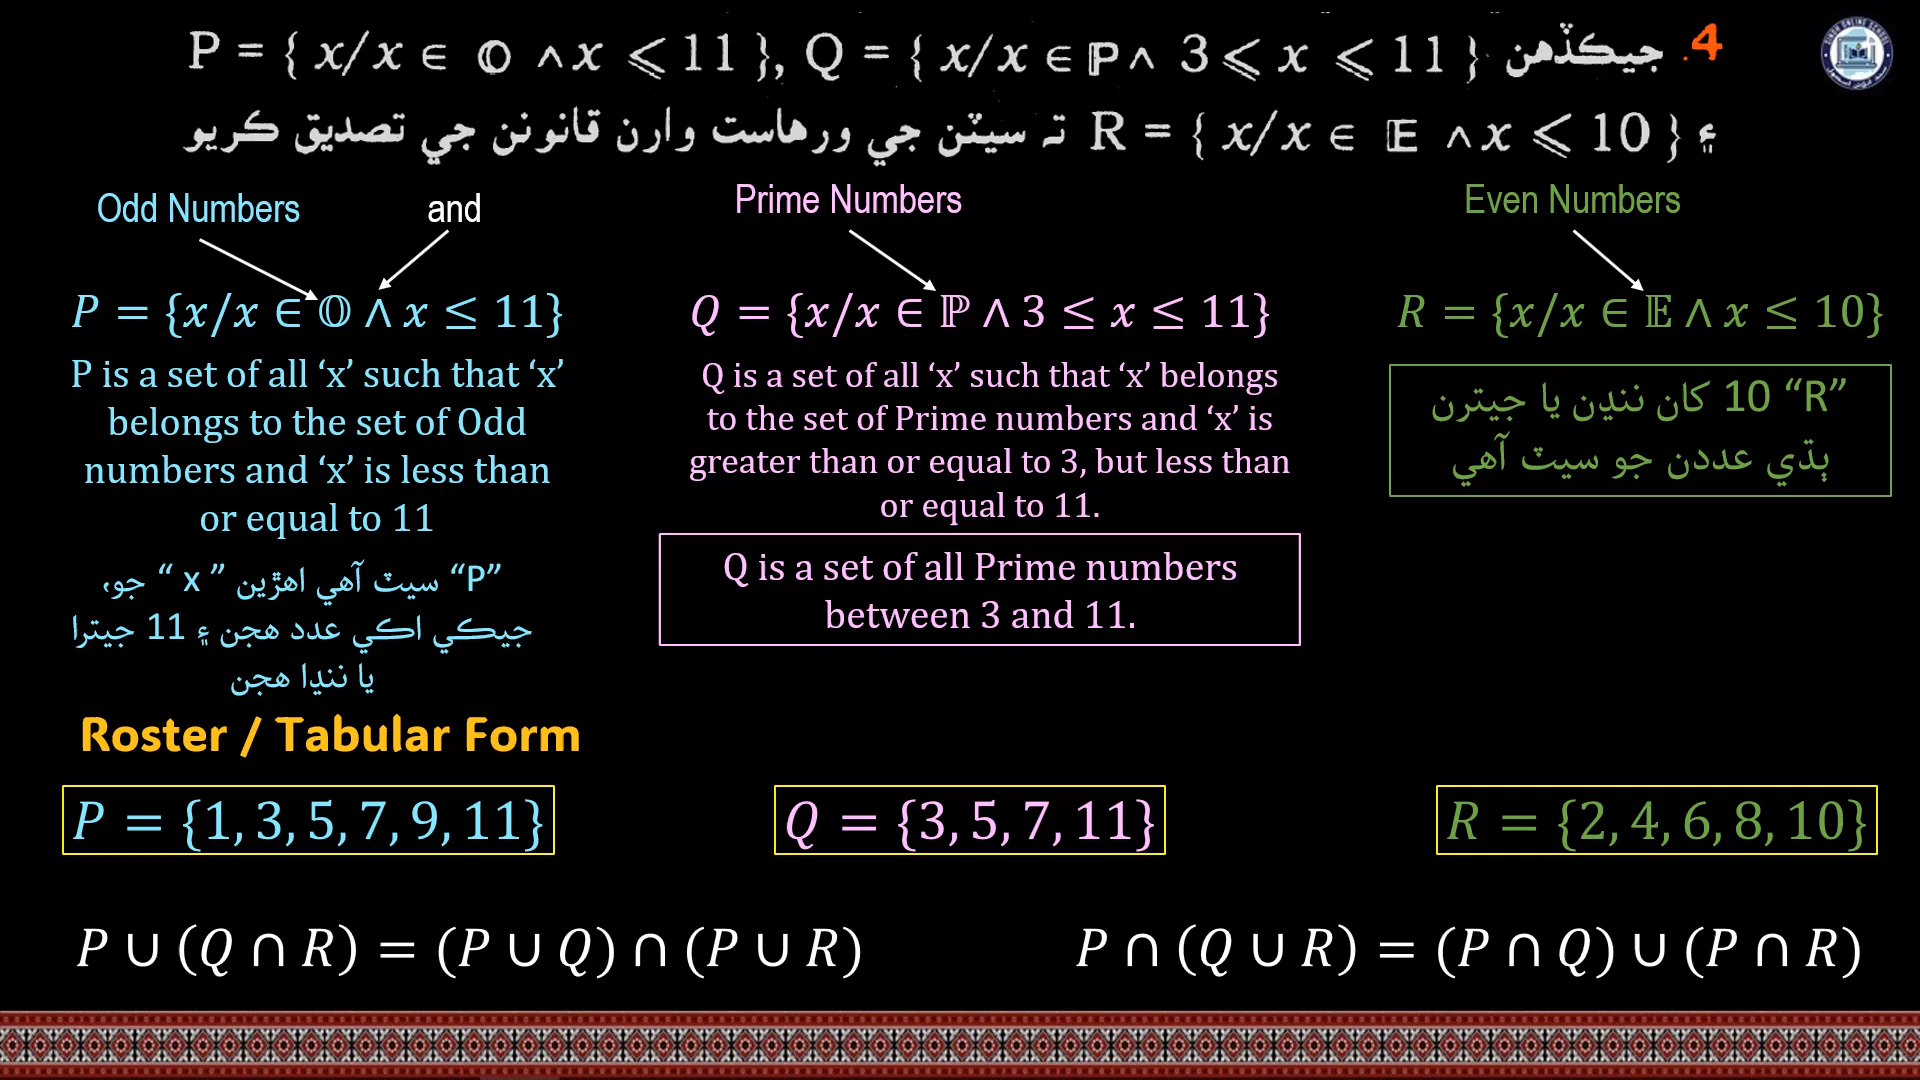 4. جيڪڏهن P = { x/x ∈ 𝕆 ∧ x ⩽ 11 }, Q = { x/x ∈ ℙ ∧ 3 ⩽ x ⩽ 11 }
۽ R = { x/x ∈ 𝔼 ∧ x ⩽ 10 } ته سيٽن جي ورهاست وارن قانونن جي تصديق ڪريو
Odd Numbers
and
Prime Numbers
Even Numbers
P = {x/x ∈ 𝕆 ∧ x ≤ 11}
P is a set of all ‘x’ such that ‘x’
belongs to the set of Odd
numbers and ‘x’ is less than
or equal to 11
“P” سيٽ آهي اهڙين “ x ” جو،
جيڪي اڪي عدد هجن ۽ 11 جيترا
يا ننڍا هجن
Q = {x/x ∈ ℙ ∧ 3 ≤ x ≤ 11}
Q is a set of all ‘x’ such that ‘x’ belongs
to the set of Prime numbers and ‘x’ is
greater than or equal to 3, but less than
or equal to 11.
Q is a set of all Prime numbers
between 3 and 11.
R = {x/x ∈ 𝔼 ∧ x ≤ 10}
“R” 10 کان ننڍن يا جيترن
ٻڌي عددن جو سيٽ آهي
Roster / Tabular Form
P = {1, 3, 5, 7, 9, 11}
Q = {3, 5, 7, 11}
R = {2, 4, 6, 8, 10}
P ∪ (Q ∩ R) = (P ∪ Q) ∩ (P ∪ R)
P ∩ (Q ∪ R) = (P ∩ Q) ∪ (P ∩ R)